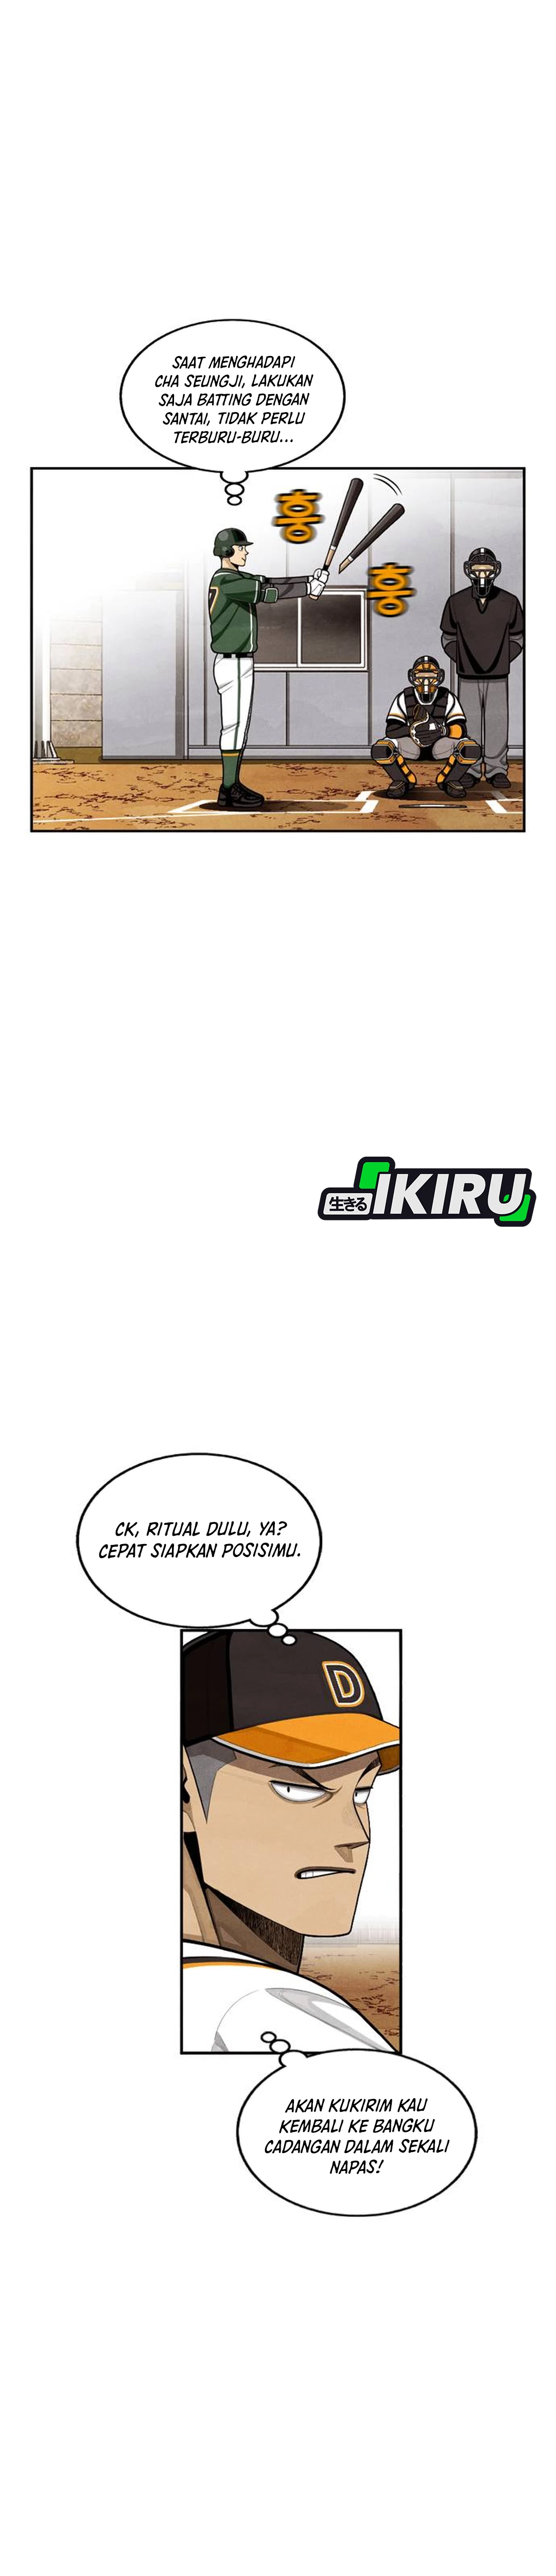 SAAT MENGHADAPI
CHA SEUNGJI, LAKUKAN
SAJA BATTING DENGAN
SANTAI, TIDAK PERLU
TERBURU-BURU...
훙
훙
7
生きる IKIRU
CK, RITUAL DULU, YA?
CEPAT SIAPKAN POSISIMU.
D
AKAN KUKIRIM KAU
KEMBALI KE BANGKU
CADANGAN DALAM SEKALI
NAPAS!